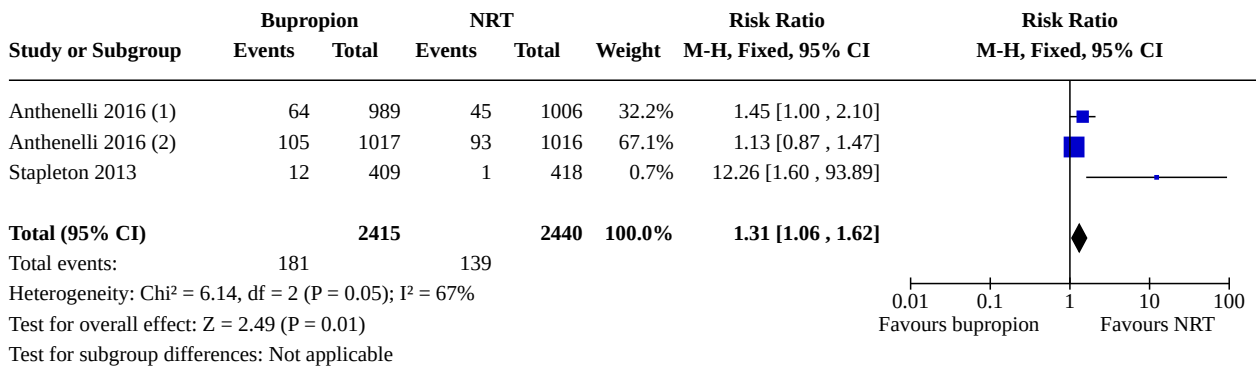 Bupropion NRT Risk Ratio Risk Ratio
Study or Subgroup Events Total Events Total Weight M-H, Fixed, 95% CI M-H, Fixed, 95% CI
Anthenelli 2016 (1) 64 989 45 1006 32.2% 1.45 [1.00 , 2.10]
Anthenelli 2016 (2) 105 1017 93 1016 67.1% 1.13 [0.87 , 1.47]
Stapleton 2013 12 409 1 418 0.7% 12.26 [1.60 , 93.89]
Total (95% CI) 2415 2440 100.0% 1.31 [1.06 , 1.62]
Total events: 181 139
Heterogeneity: Chi² = 6.14, df = 2 (P = 0.05); I² = 67%
0.01 0.1 1 10 100
Test for overall effect: Z = 2.49 (P = 0.01) Favours bupropion Favours NRT
Test for subgroup differences: Not applicable